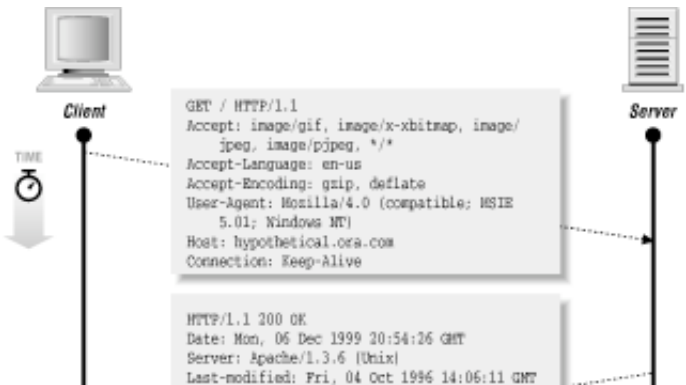 Client
Server
TIME
GET / HTTP/1.1
Accept: image/gif, image/x-xbitmap, image/
jpeg, image/pjpeg, */*
Accept-Language: en-us
Accept-Encoding: gzip, deflate
User-Agent: Mozilla/4.0 (compatible; MSIE
5.01; Windows NT)
Host: hypothetical.ora.com
Connection: Keep-Alive
HTTP/1.1 200 OK
Date: Mon, 06 Dec 1999 20:54:26 GMT
Server: Apache/1.3.6 (Unix)
Last-modified: Fri, 04 Oct 1996 14:06:11 GMT